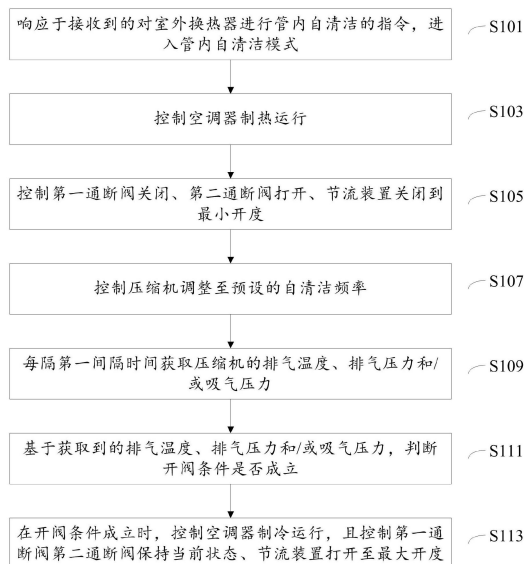 响应于接收到的对室外换热器进行管内自清洁的指令，进
入管内自清洁模式
S101
控制空调器制热运行
S103
控制第一通断阀关闭、第二通断阀打开、节流装置关闭到
最小开度
S105
控制压缩机调整至预设的自清洁频率
S107
每隔第一间隔时间获取压缩机的排气温度、排气压力和/
或吸气压力
S109
基于获取到的排气温度、排气压力和/或吸气压力，判断
开阀条件是否成立
S111
在开阀条件成立时，控制空调器制冷运行，且控制第一通
断阀第二通断阀保持当前状态、节流装置打开至最大开度
S113